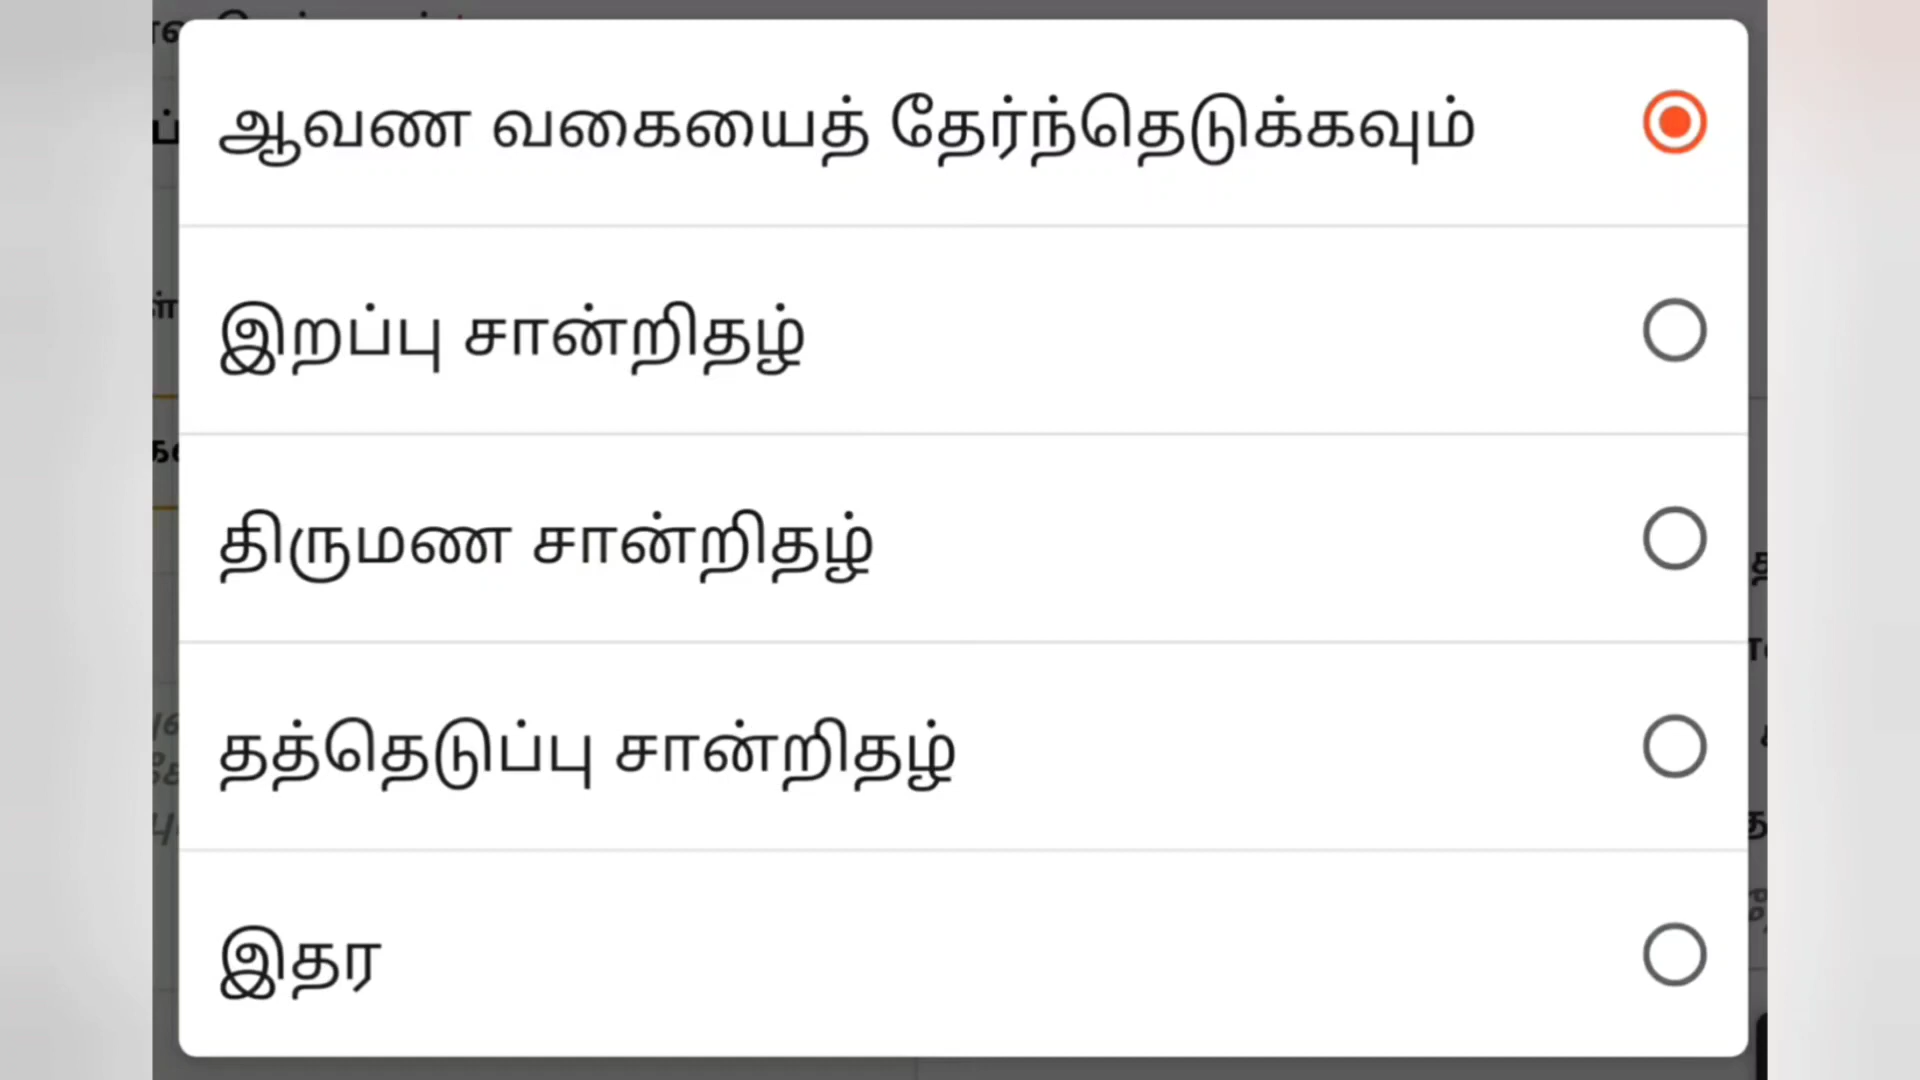 ஆவண வகையைத் தேர்ந்தெடுக்கவும்
இறப்பு சான்றிதழ்
திருமண சான்றிதழ்
தத்தெடுப்பு சான்றிதழ்
இதர